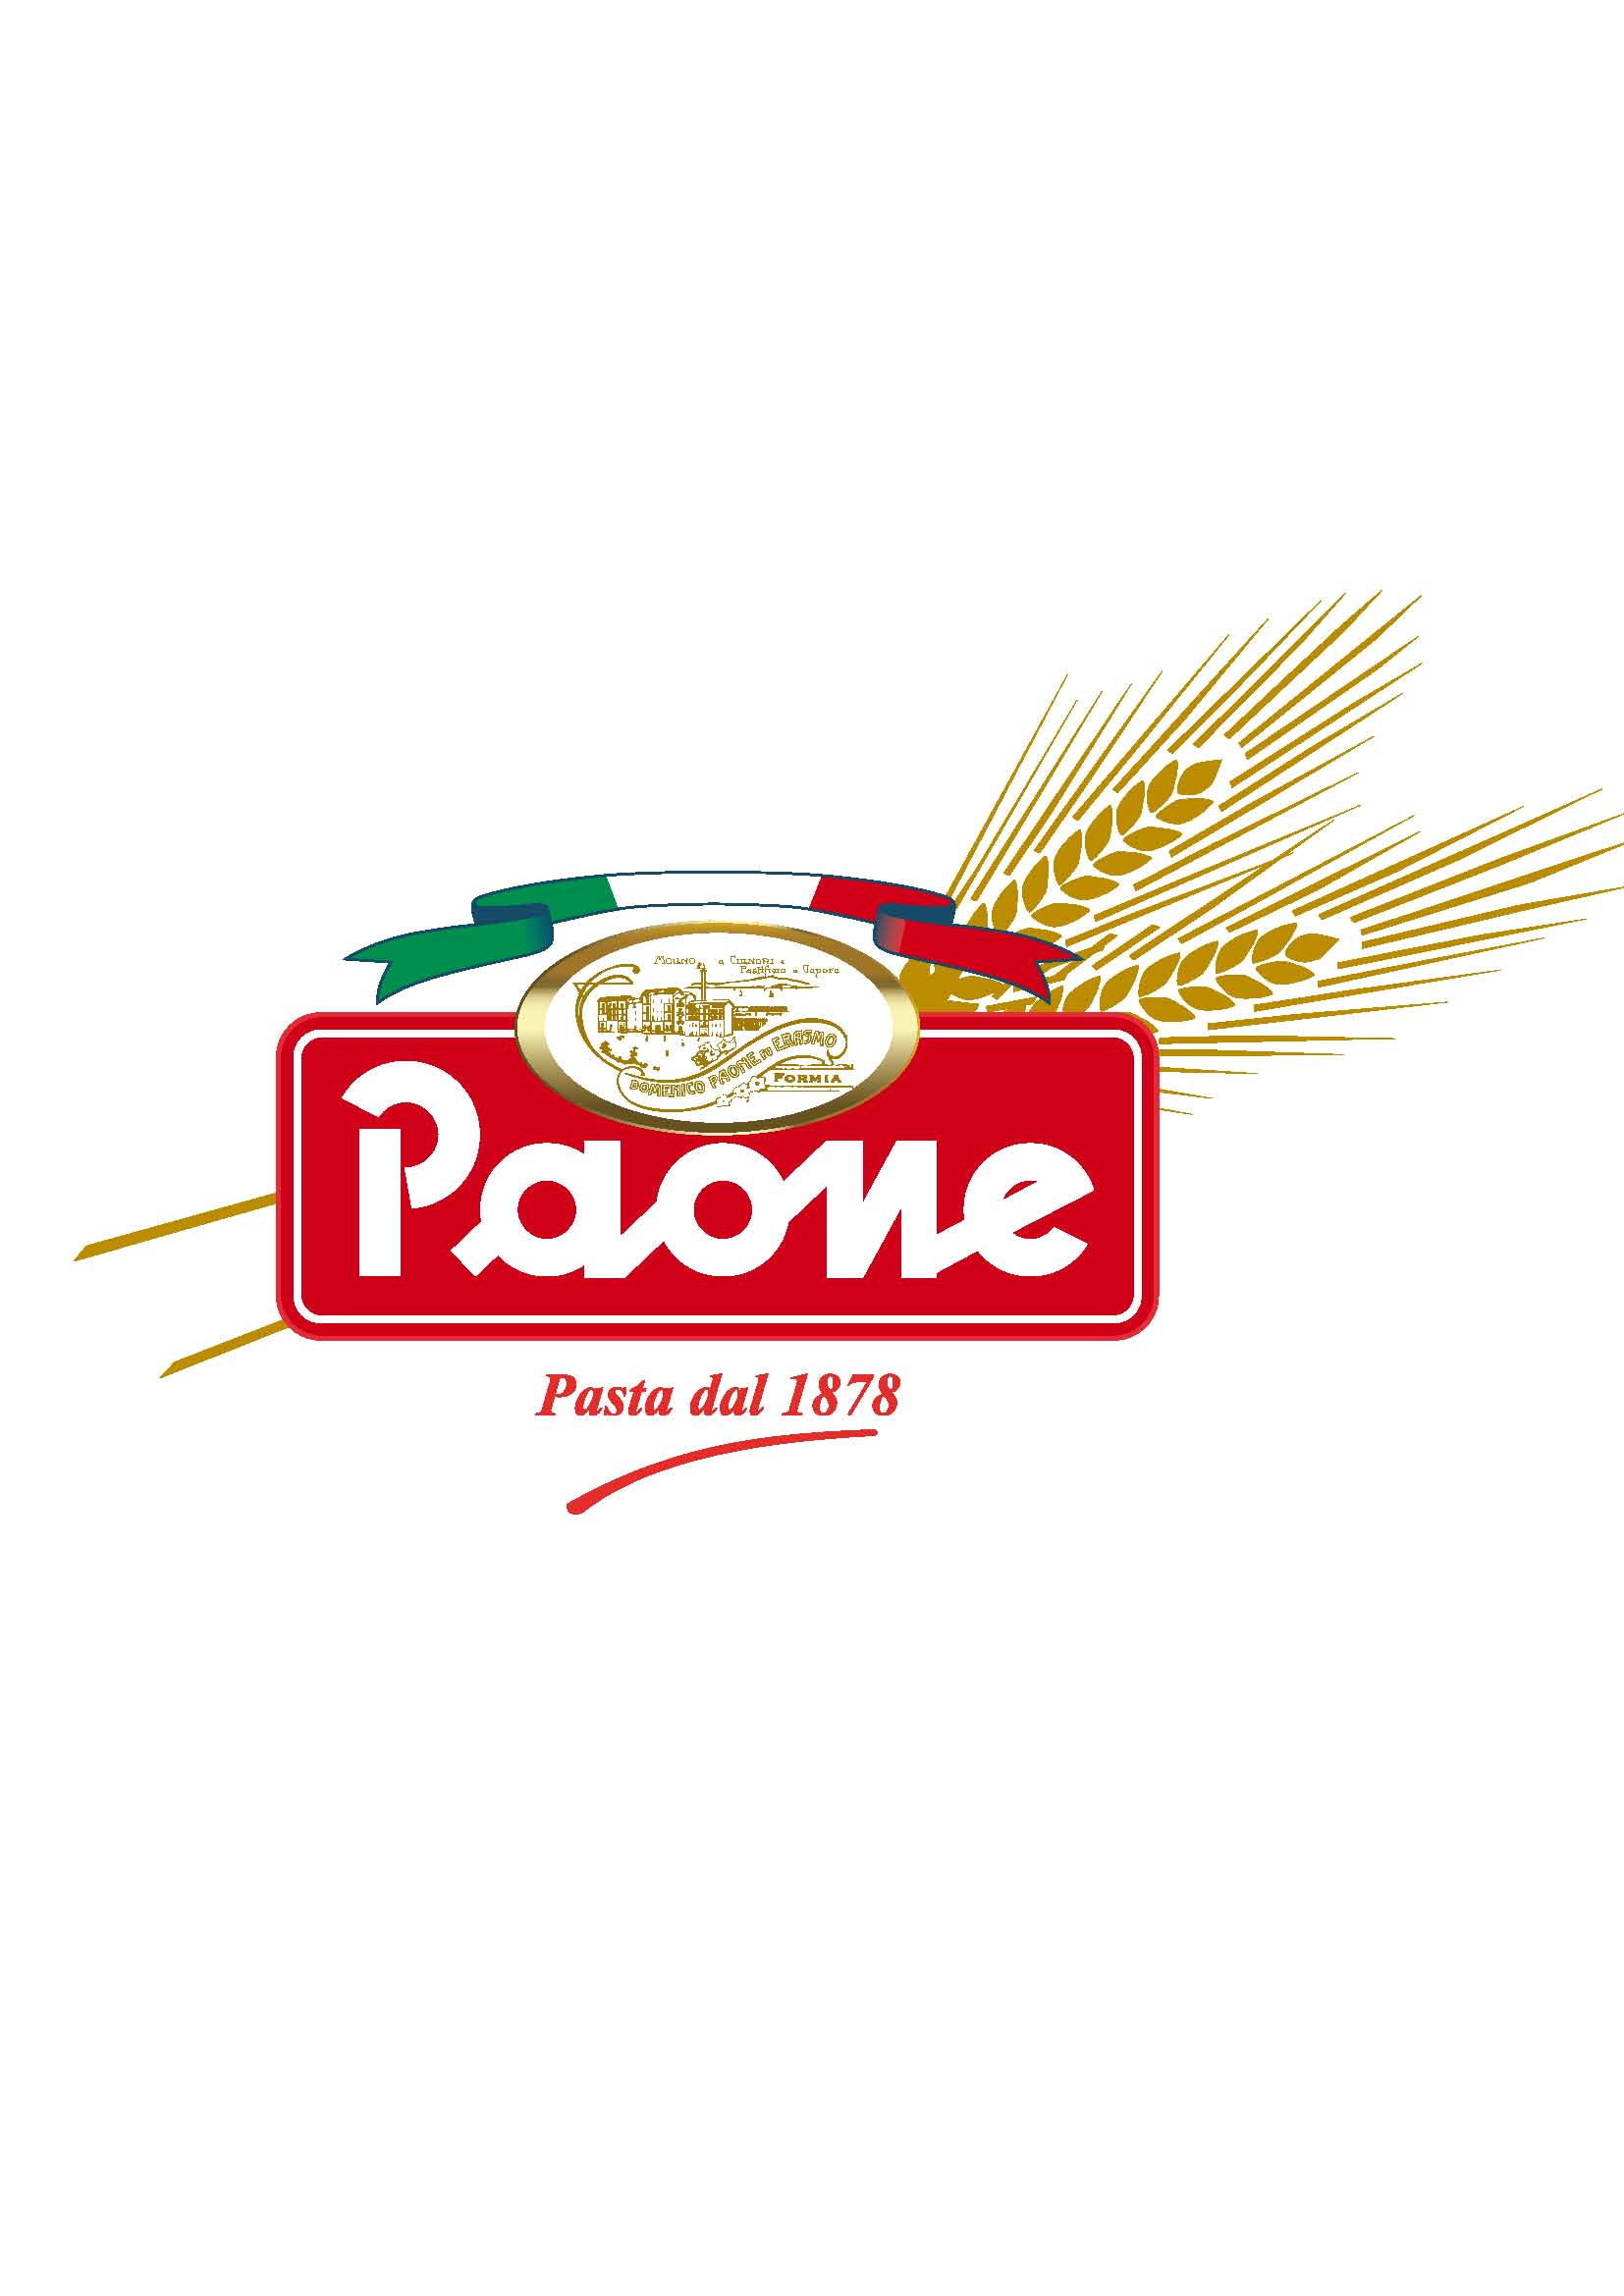 Molino a Cilindri e
Pastificio a Vapore
DOMENICO PAONE FU ERASMO
FORMIA
Paone
Pasta dal 1878